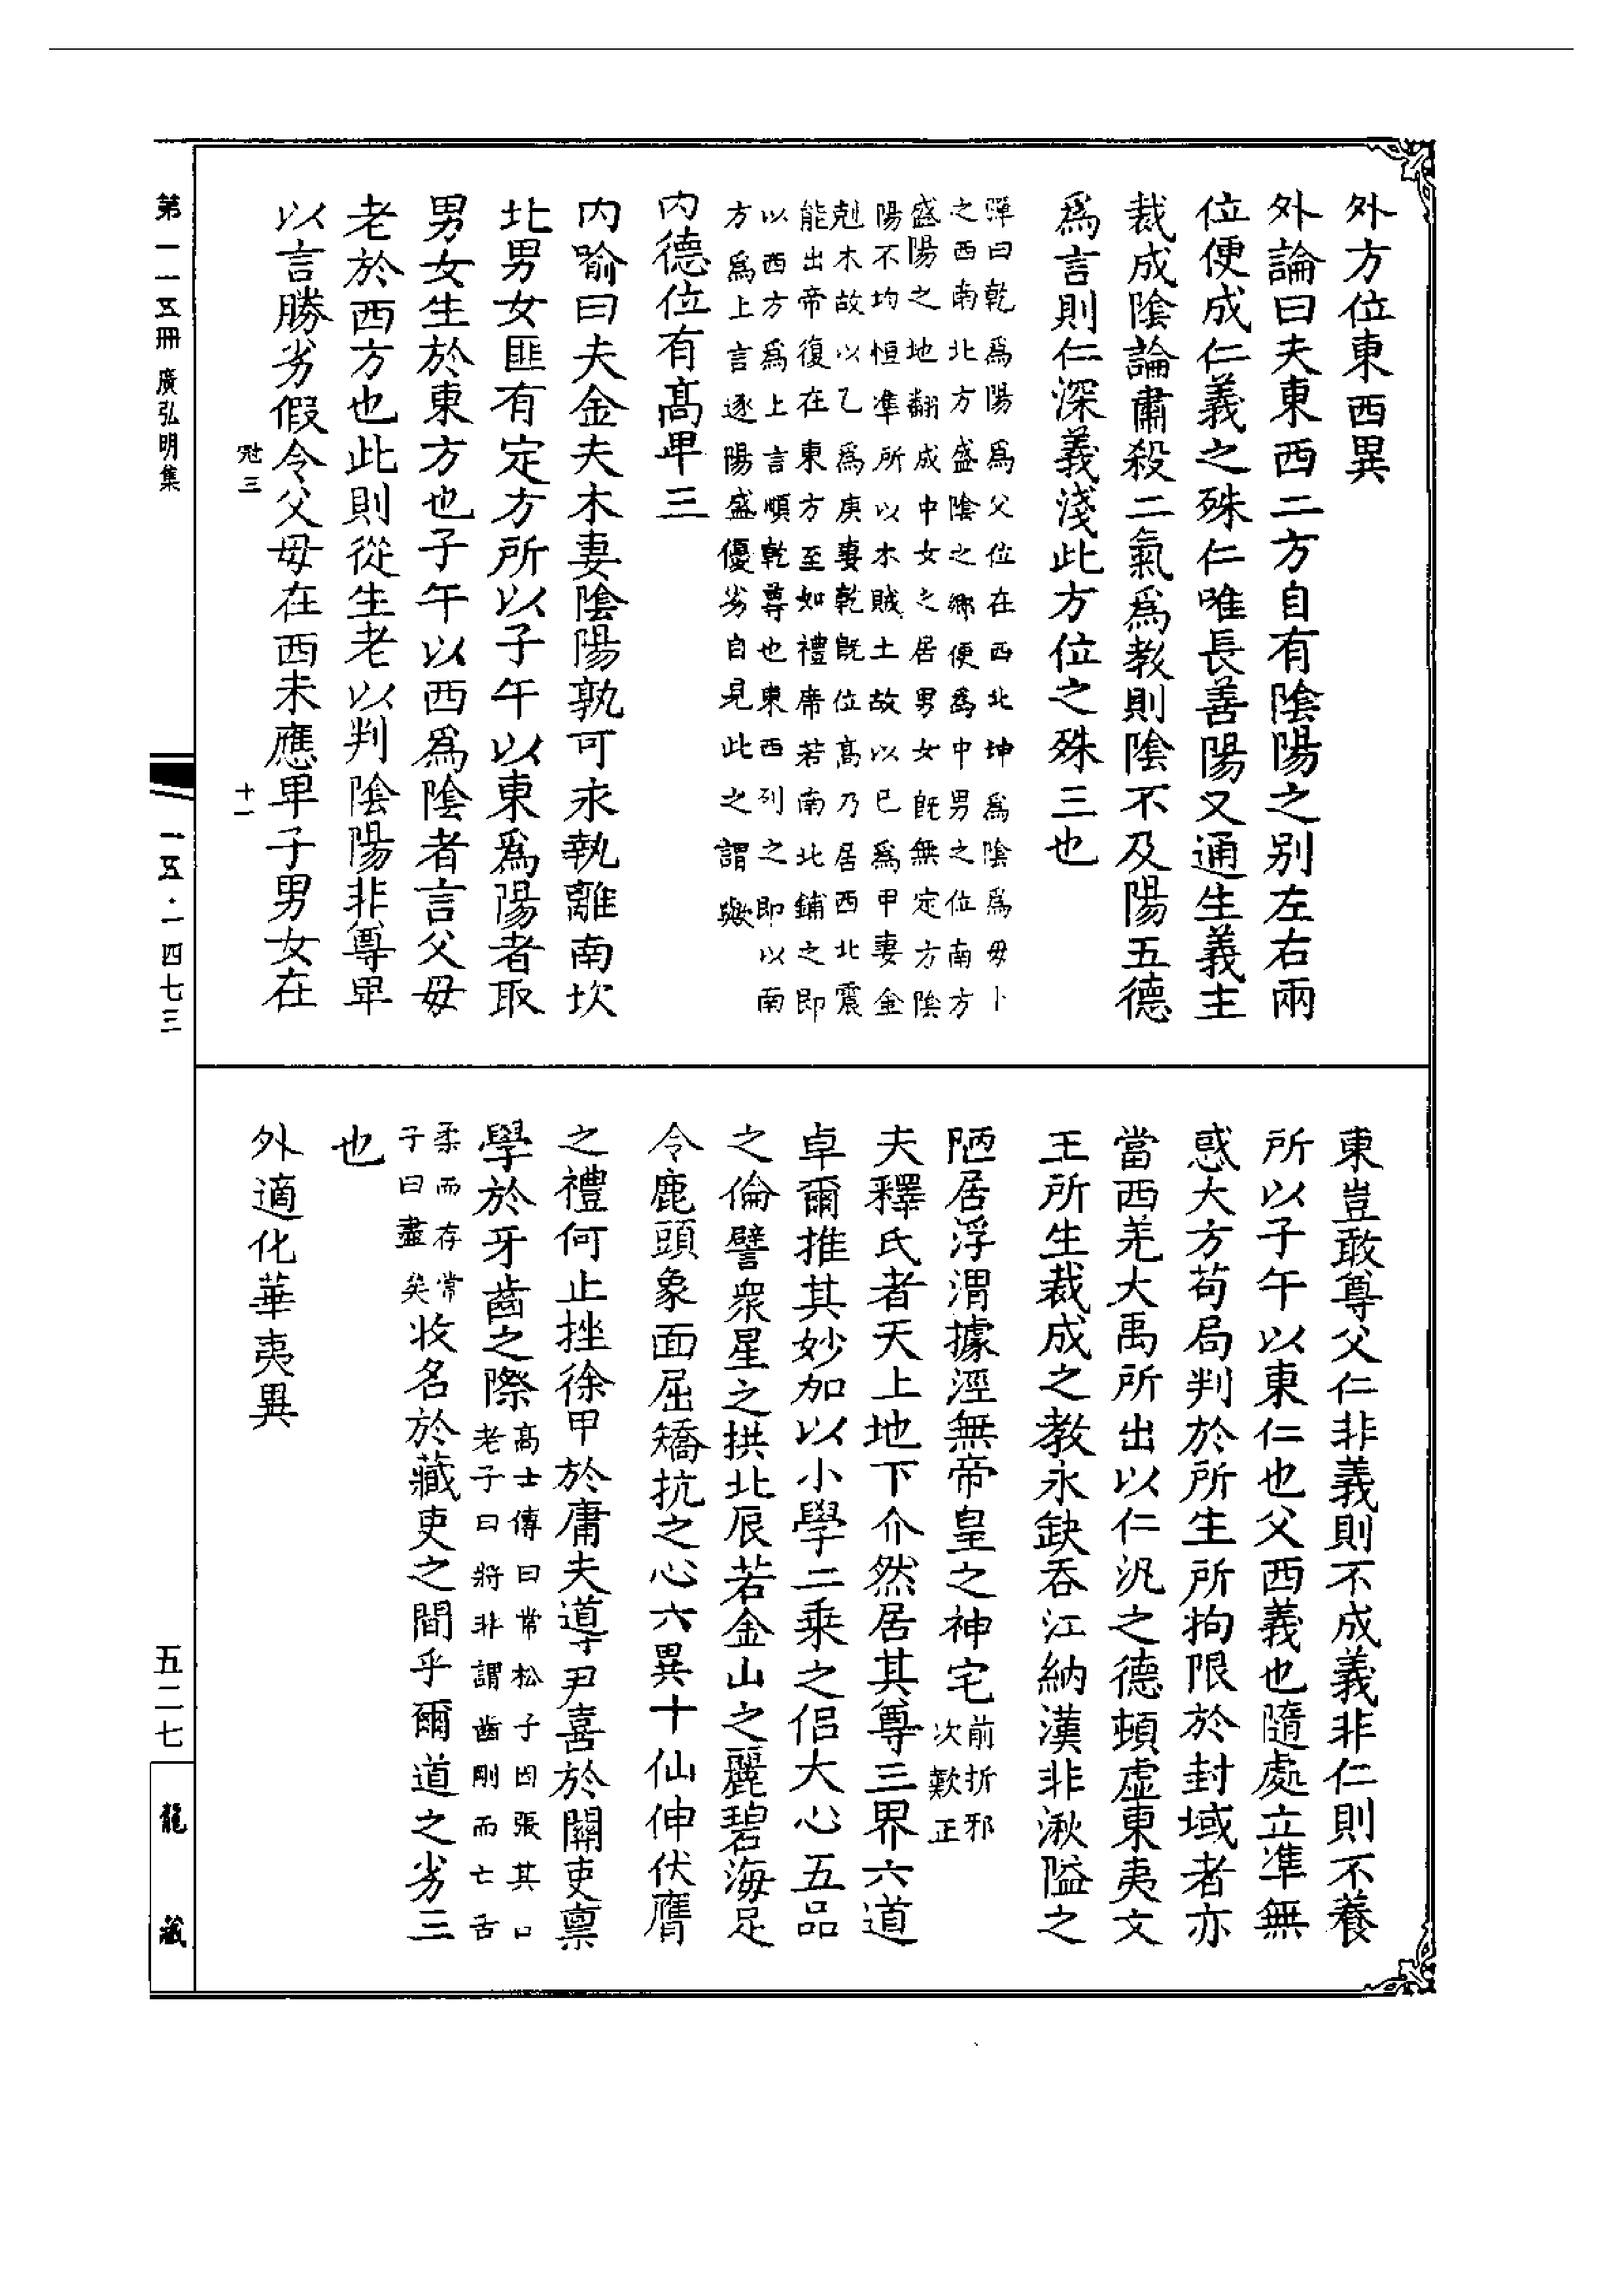 外方位東西異
外論曰夫東西二方自有陰陽之別左右兩
位便成仁義之殊仁唯長善陽又通生義主
裁成陰論肅殺二氣爲教則陰不及陽五德
爲言則仁深義淺此方位之殊三也
彈曰乾爲陽爲父位在西北坤爲陰爲毋卜
之西南北方盛陰之鄉便爲中男之位南方
盛陽之地翻成中女之居男女旣無定方陰
陽不均恒準所以木賊土故以巳爲甲妻金
尅木故以乙爲庚妻乾旣位髙乃居西北震
能出帝復在東方至如禮席若南北鋪之即
以西方爲上言順乾尊也東西列之即以南
方爲上言逐陽盛優劣自見此之謂歟
内德位有髙卑三
内喻曰夫金夫木妻陰陽孰可永執離南坎
北男女匪有定方所以子午以東爲陽者取
男女生於東方也子午以西爲陰者言父毋
老於西方也此則從生老以判陰陽非尊卑
以言勝劣假令父毋在西未應卑子男女在
東豈敢尊父仁非義則不成義非仁則不養
所以子午以東仁也父西義也隨處立準無
惑大方苟局判於所生所拘限於封域者亦
當西羌大禹所出以仁汎之德頓虛東夷文
王所生裁成之教永缺吞江納漢非湫隘之
陋居浮渭據涇無帝皇之神宅前折邪
次歎正
夫釋氏者天上地下介然居其尊三界六道
卓爾推其妙加以小學二乘之侣大心五品
之倫譬衆星之拱北辰若金山之麗碧海足
令鹿頭象面屈矯抗之心六異十仙伸伏膺
之禮何止挫徐甲於庸夫導尹喜於關吏禀
學於牙齒之際髙士傳曰常松子因張其口
老子曰將非謂齒剛而亡舌
柔而存常
子曰盡矣收名於藏吏之間乎爾道之劣三
也
外適化華夷異
第一一五冊 廣弘明集
尅三
十一
一五·一四七三
五二七
龍藏